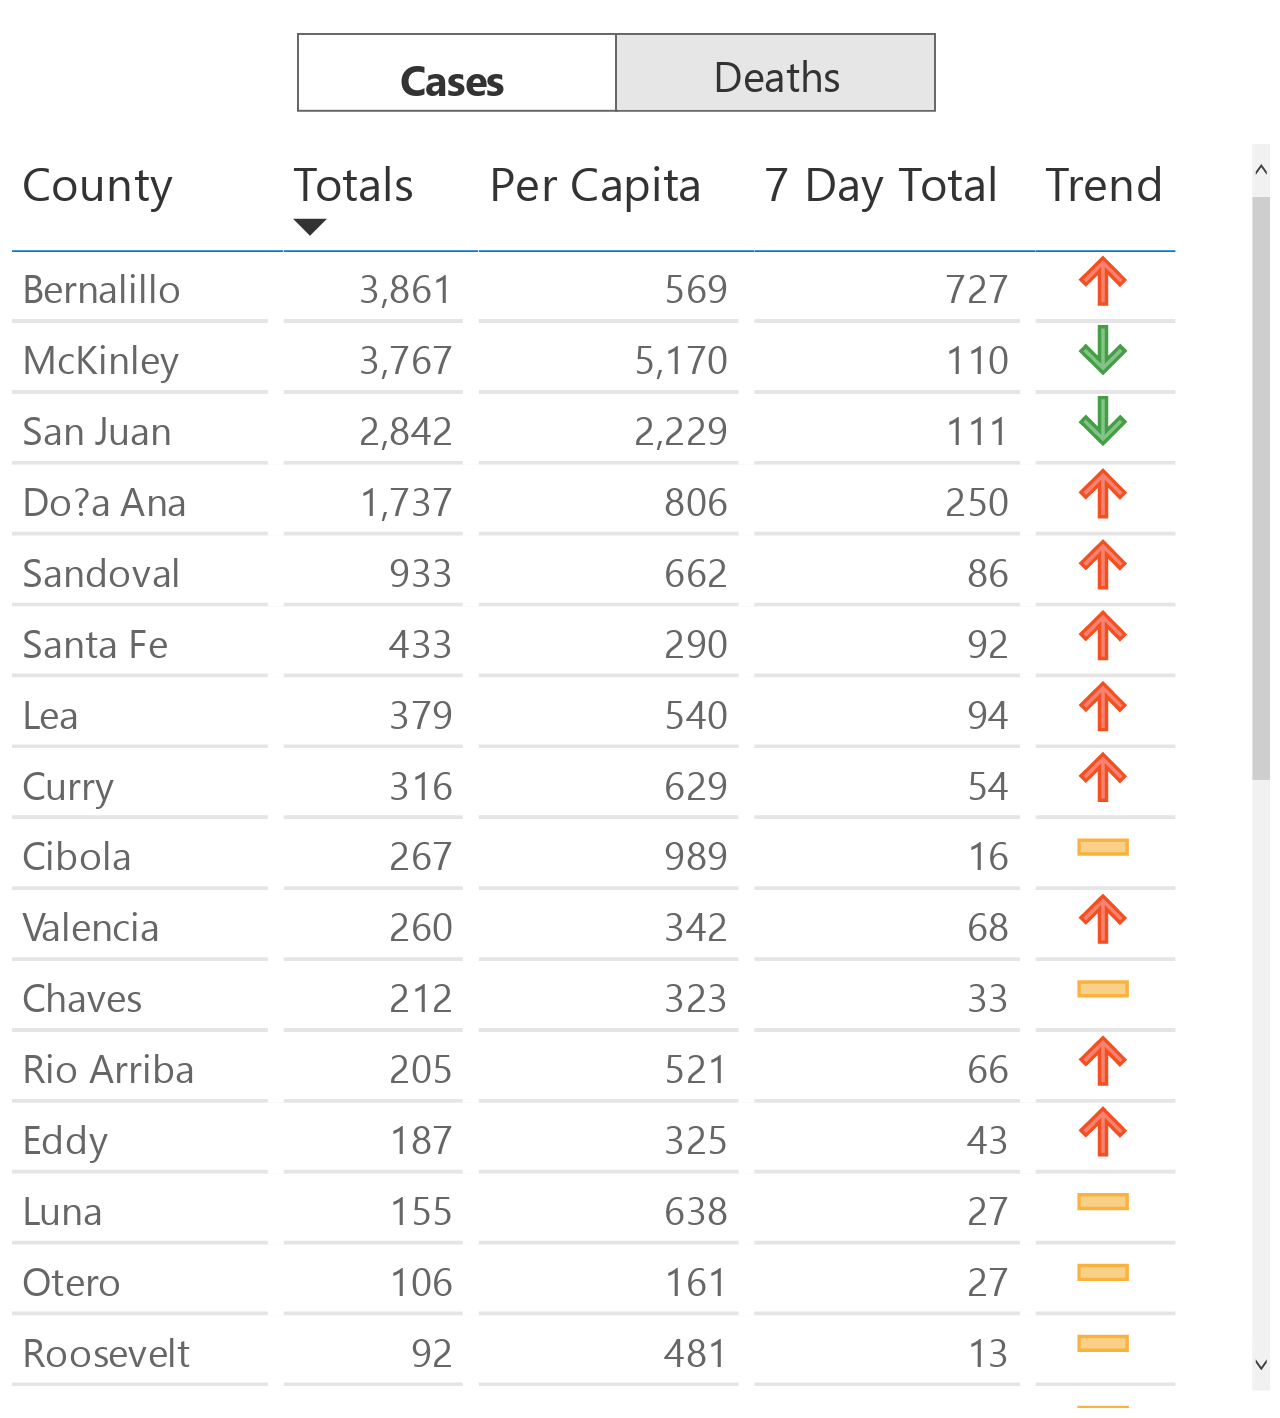 Cases Deaths
County Totals Per Capita 7 Day Total Trend
Bernalillo 3,861 569 727
McKinley 3,767 5,170 110
San Juan 2,842 2,229 111
Do?a Ana 1,737 806 250
Sandoval 933 662 86
Santa Fe 433 290 92
Lea 379 540 94
Curry 316 629 54
Cibola 267 989 16
Valencia 260 342 68
Chaves 212 323 33
Rio Arriba 205 521 66
Eddy 187 325 43
Luna 155 638 27
Otero 106 161 27
Roosevelt 92 481 13